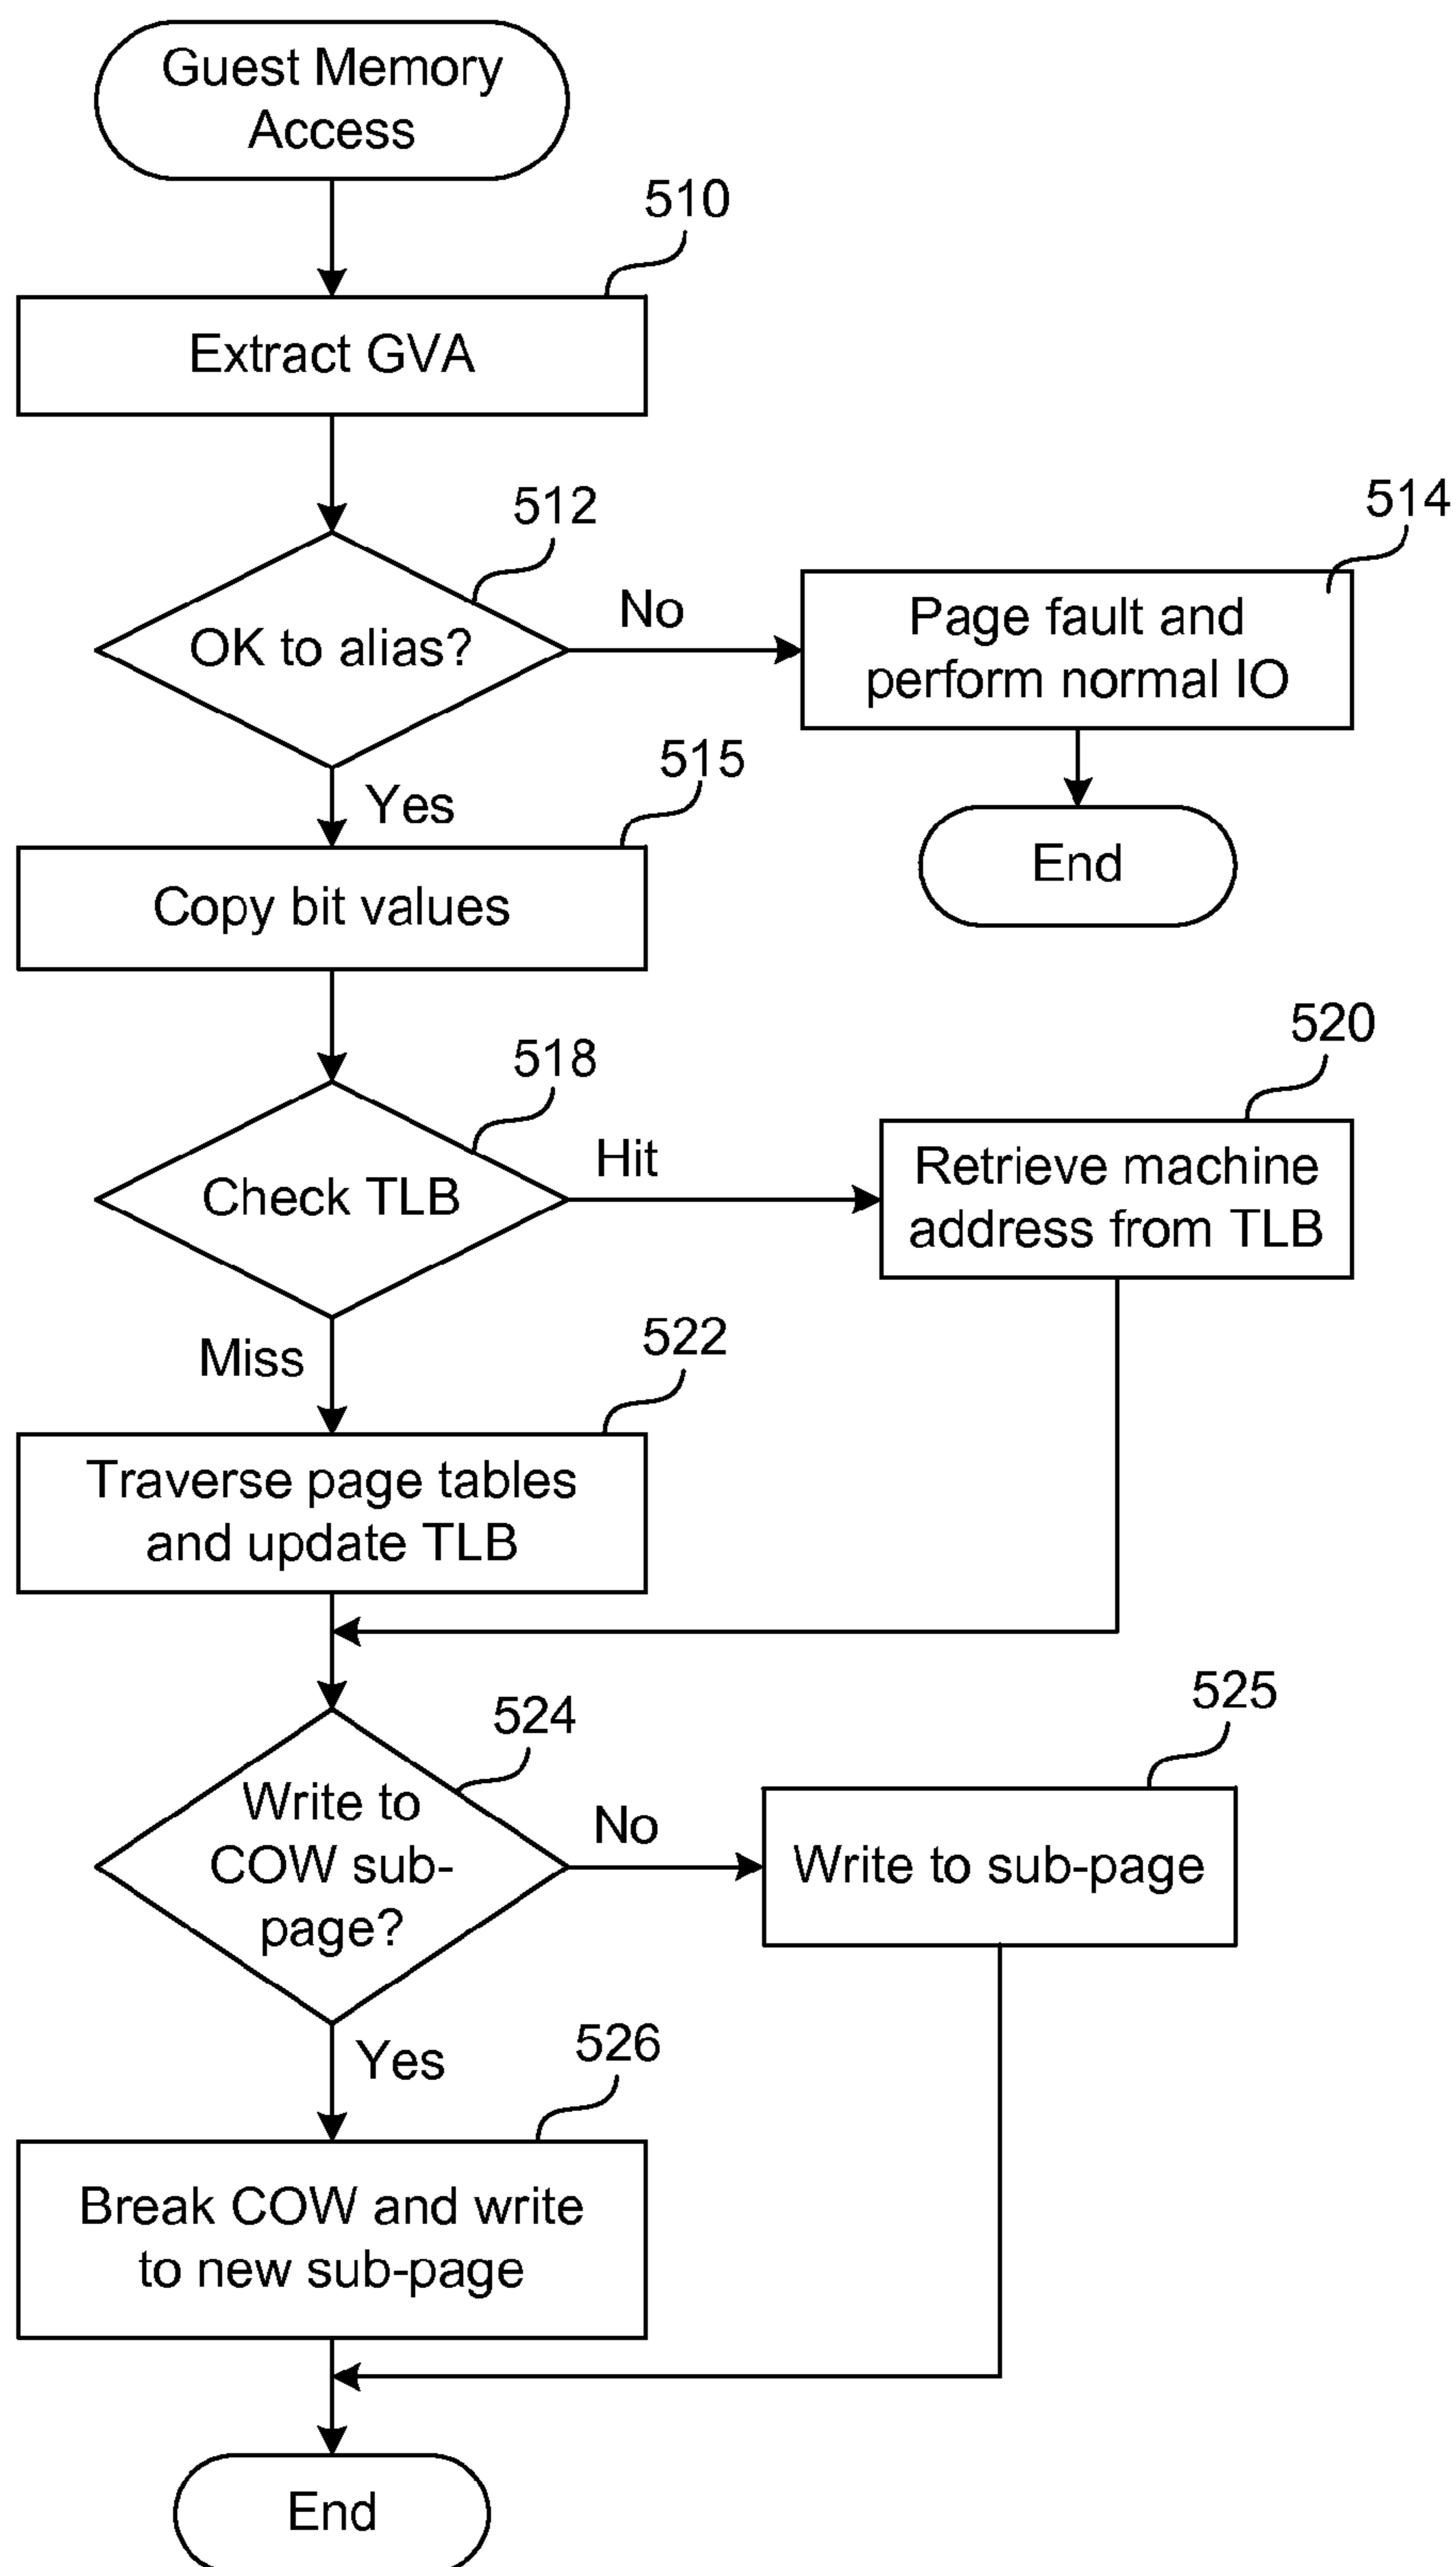 Guest Memory
Access
510
Extract GVA
512
OK to alias?
No
514
Page fault and
perform normal IO
End
Yes
515
Copy bit values
518
Check TLB
Hit
520
Retrieve machine
address from TLB
Miss
522
Traverse page tables
and update TLB
524
Write to
COW sub-
page?
No
525
Write to sub-page
Yes
526
Break COW and write
to new sub-page
End